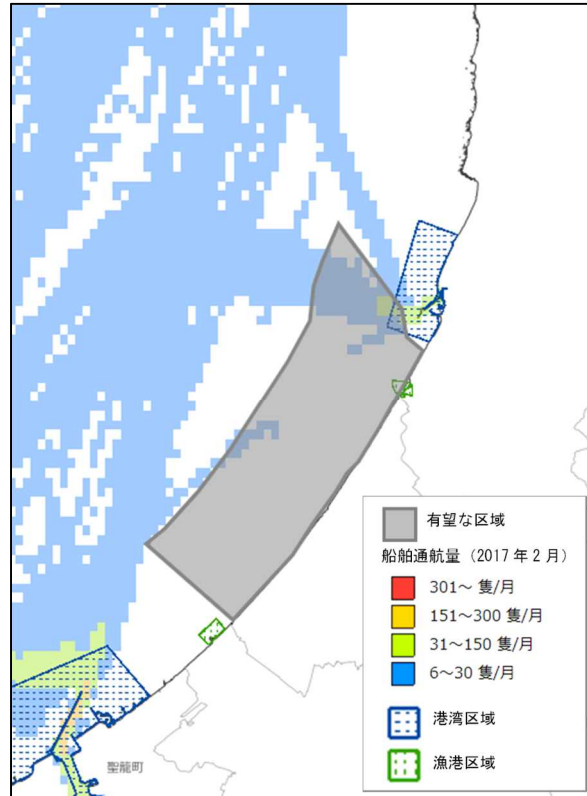 聖籠町
有望な区域
船舶通航量（2017年2月）
301～ 隻/月
151～300 隻/月
31～150 隻/月
6～30 隻/月
港湾区域
漁港区域